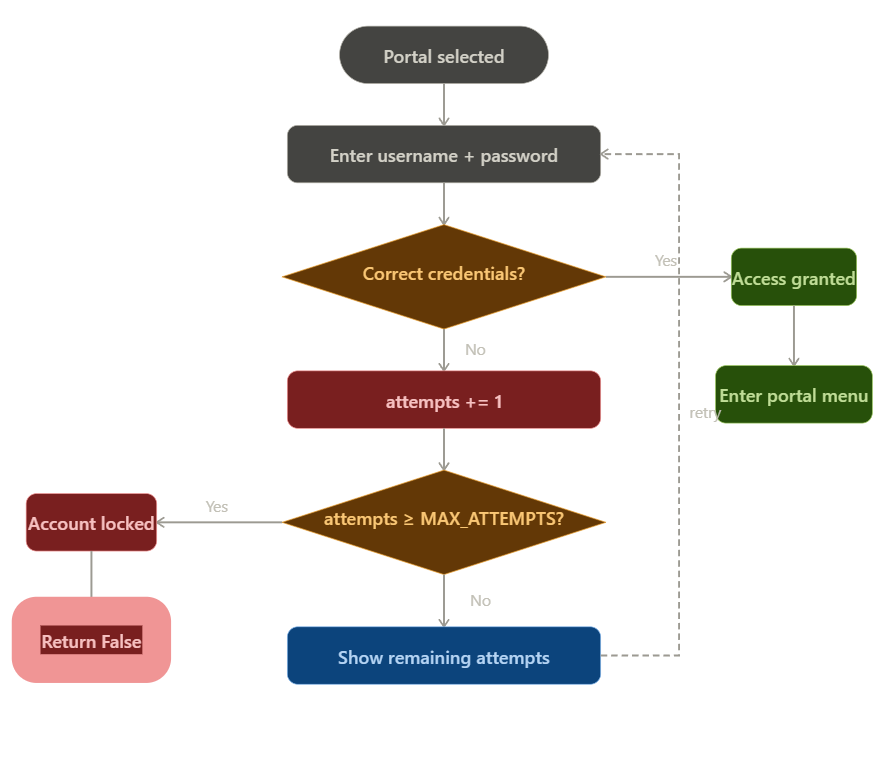 Portal selected
Enter username + password
Correct credentials?
Yes
Access granted
No
Enter portal menu
attempts += 1
retry
Yes
Account locked
attempts ≥ MAX_ATTEMPTS?
No
Return False
Show remaining attempts